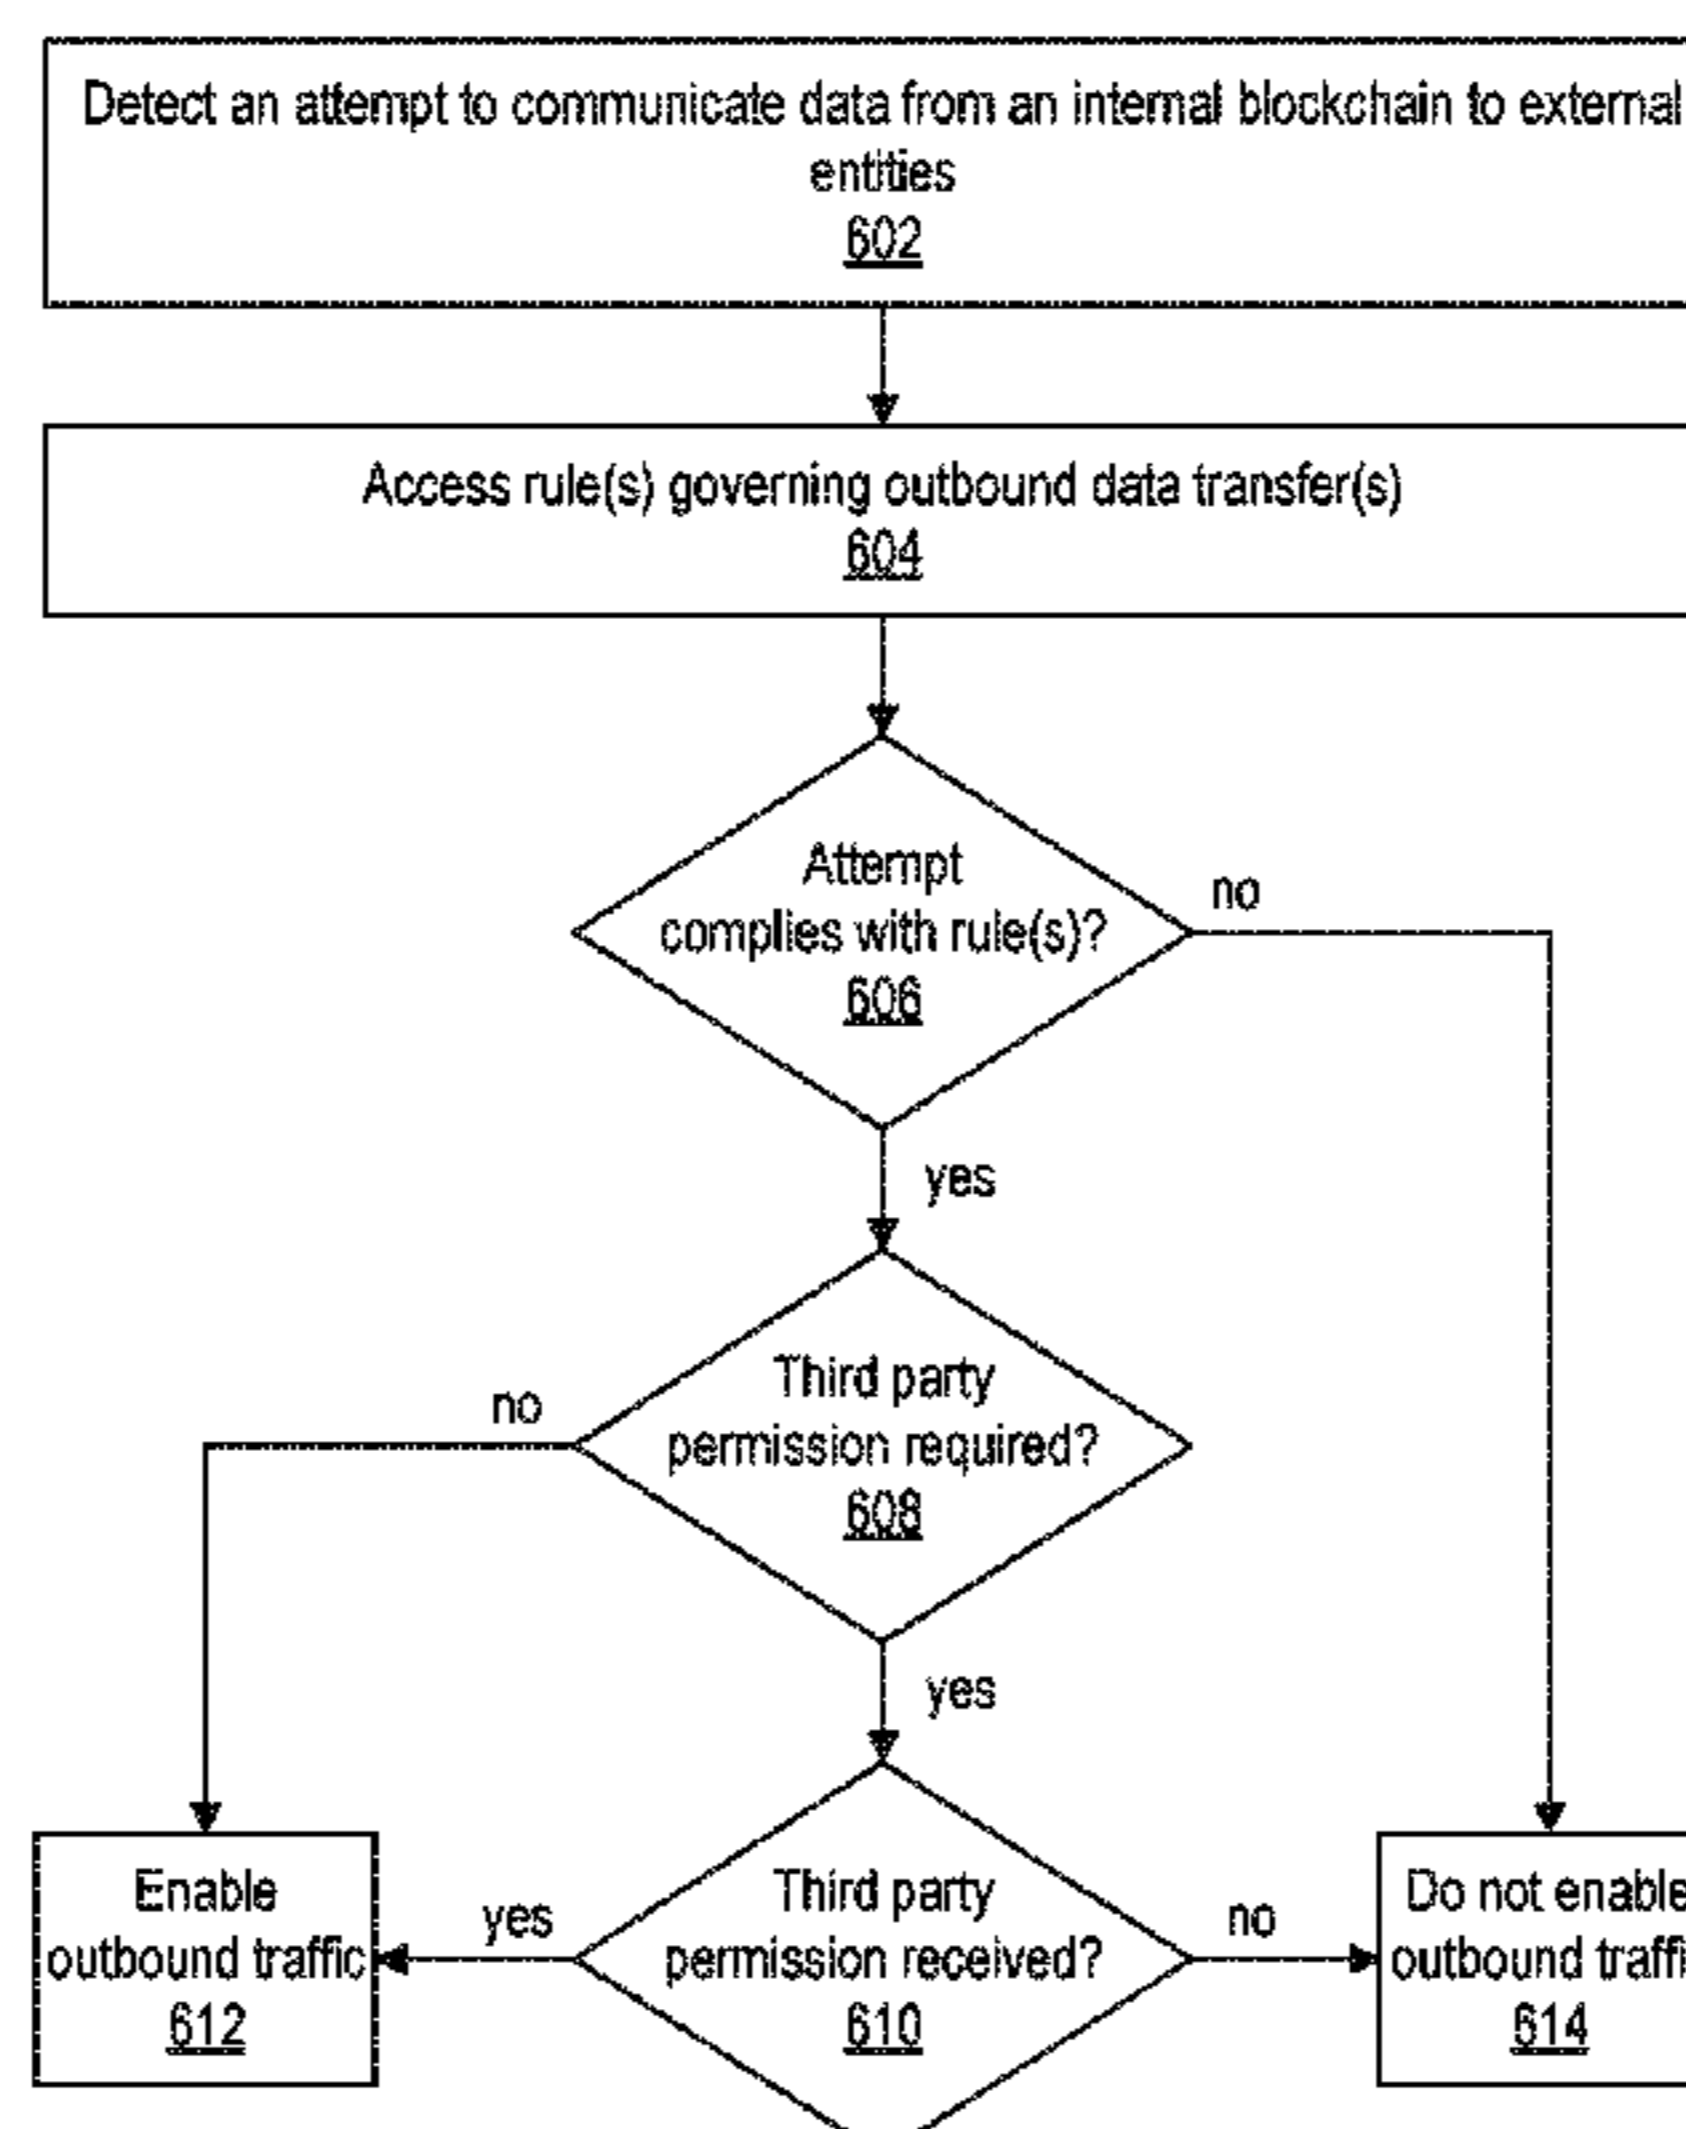 Detect an attempt to communicate data from an internal blockchain to external
entities
602
Access rule(s) governing outbound data transfer(s)
604
Attempt
complies with rule(s)?
606
no
yes
Third party
permission required?
608
no
yes
Enable
outbound traffic
612
yes
Third party
permission received?
610
no
Do not enable
outbound traffi
614